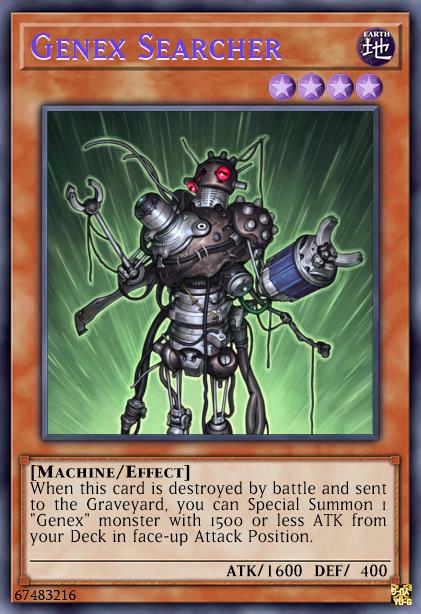 Genex Searcher
EARTH
地
[Machine/Effect]
When this card is destroyed by battle and sent
to the Graveyard, you can Special Summon 1
"Genex" monster with 1500 or less ATK from
your Deck in face-up Attack Position.
ATK/1600 DEF/ 400
67483216